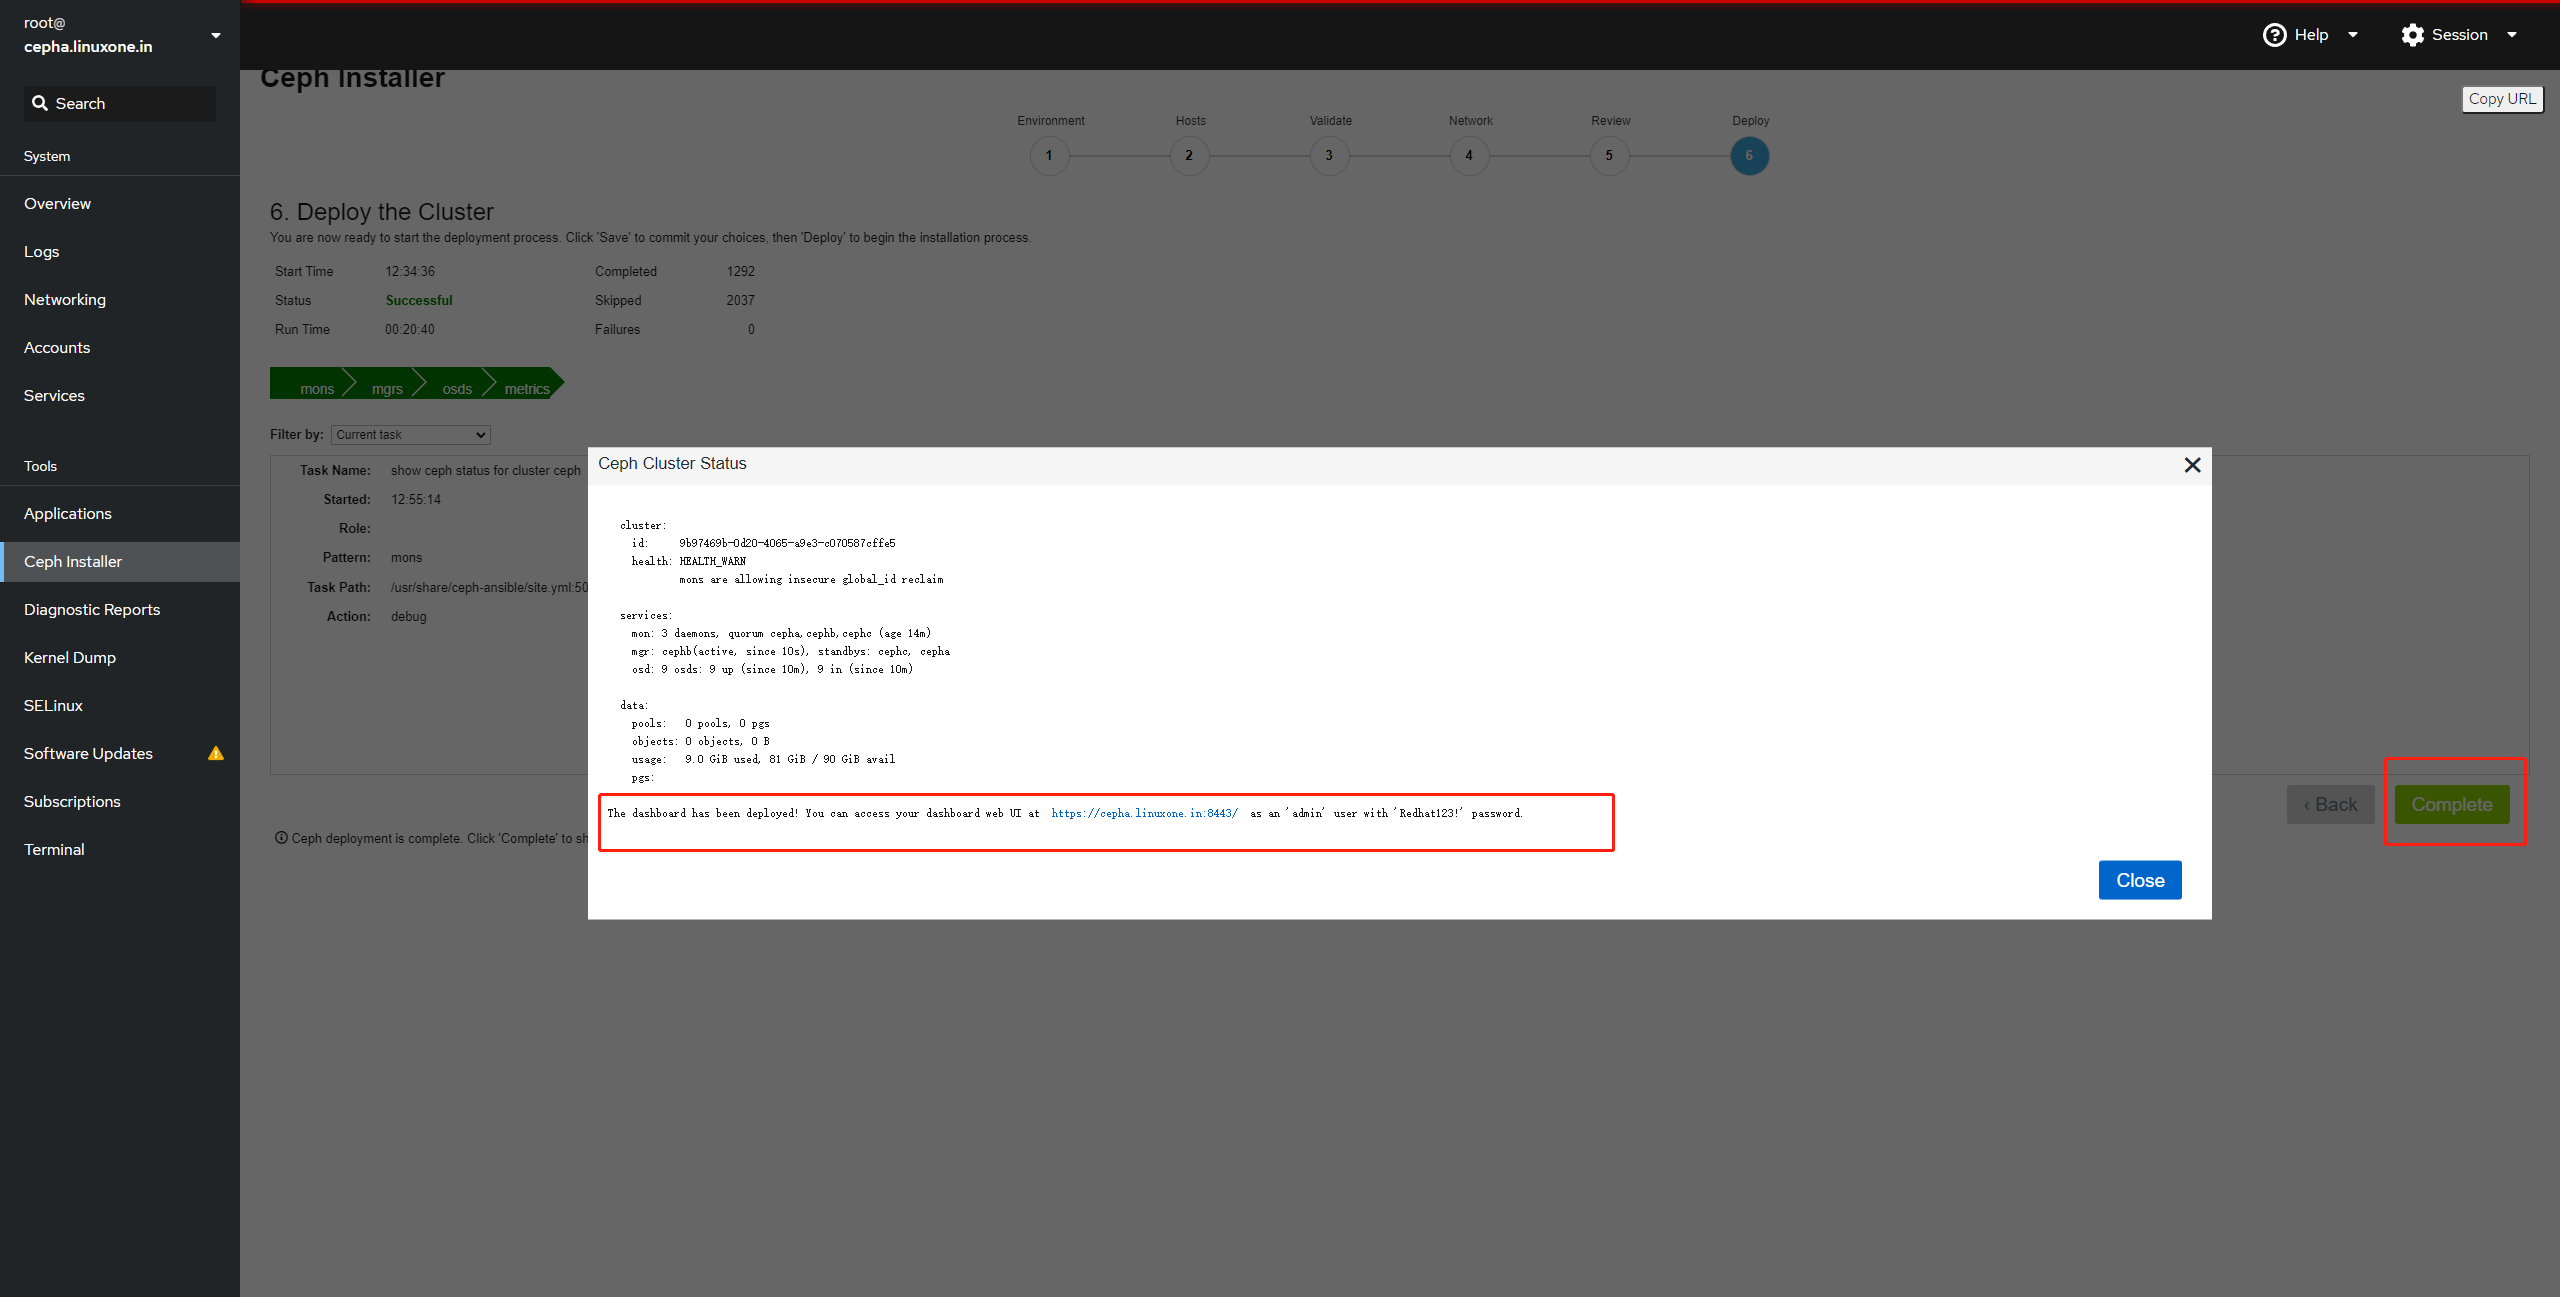 root@
cepha.linuxone.in
Help
Session
Search
Ceph Installer
Copy URL
Environment Hosts Validate Network Review Deploy
1 2 3 4 5 6
System
Overview
Logs
Networking
Accounts
Services
Tools
Applications
Ceph Installer
Diagnostic Reports
Kernel Dump
SELinux
Software Updates
Subscriptions
Terminal
6. Deploy the Cluster
You are now ready to start the deployment process. Click 'Save' to commit your choices, then 'Deploy' to begin the installation process.
Start Time 12:34:36 Completed 1292
Status Successful Skipped 2037
Run Time 00:20:40 Failures 0
mons mgrs osds metrics
Filter by: Current task
Task Name: show ceph status for cluster ceph
Started: 12:55:14
Role:
Pattern: mons
Task Path: /usr/share/ceph-ansible/site.yml:50
Action: debug
Ceph Cluster Status
cluster:
id: 9b97469b-0d20-4065-a9e3-c070587cffe5
health: HEALTH_WARN
mons are allowing insecure global_id reclaim
services:
mon: 3 daemons, quorum cepha,cephb,cephc (age 14m)
mgr: cephb(active, since 10s), standbys: cephc, cepha
osd: 9 osds: 9 up (since 10m), 9 in (since 10m)
data:
pools: 0 pools, 0 pgs
objects: 0 objects, 0 B
usage: 9.0 GiB used, 81 GiB / 90 GiB avail
pgs:
The dashboard has been deployed! You can access your dashboard web UI at https://cepha.linuxone.in:8443/ as an 'admin' user with 'Redhat123!' password.
Close
‹ Back
Complete
Ceph deployment is complete. Click 'Complete' to sh